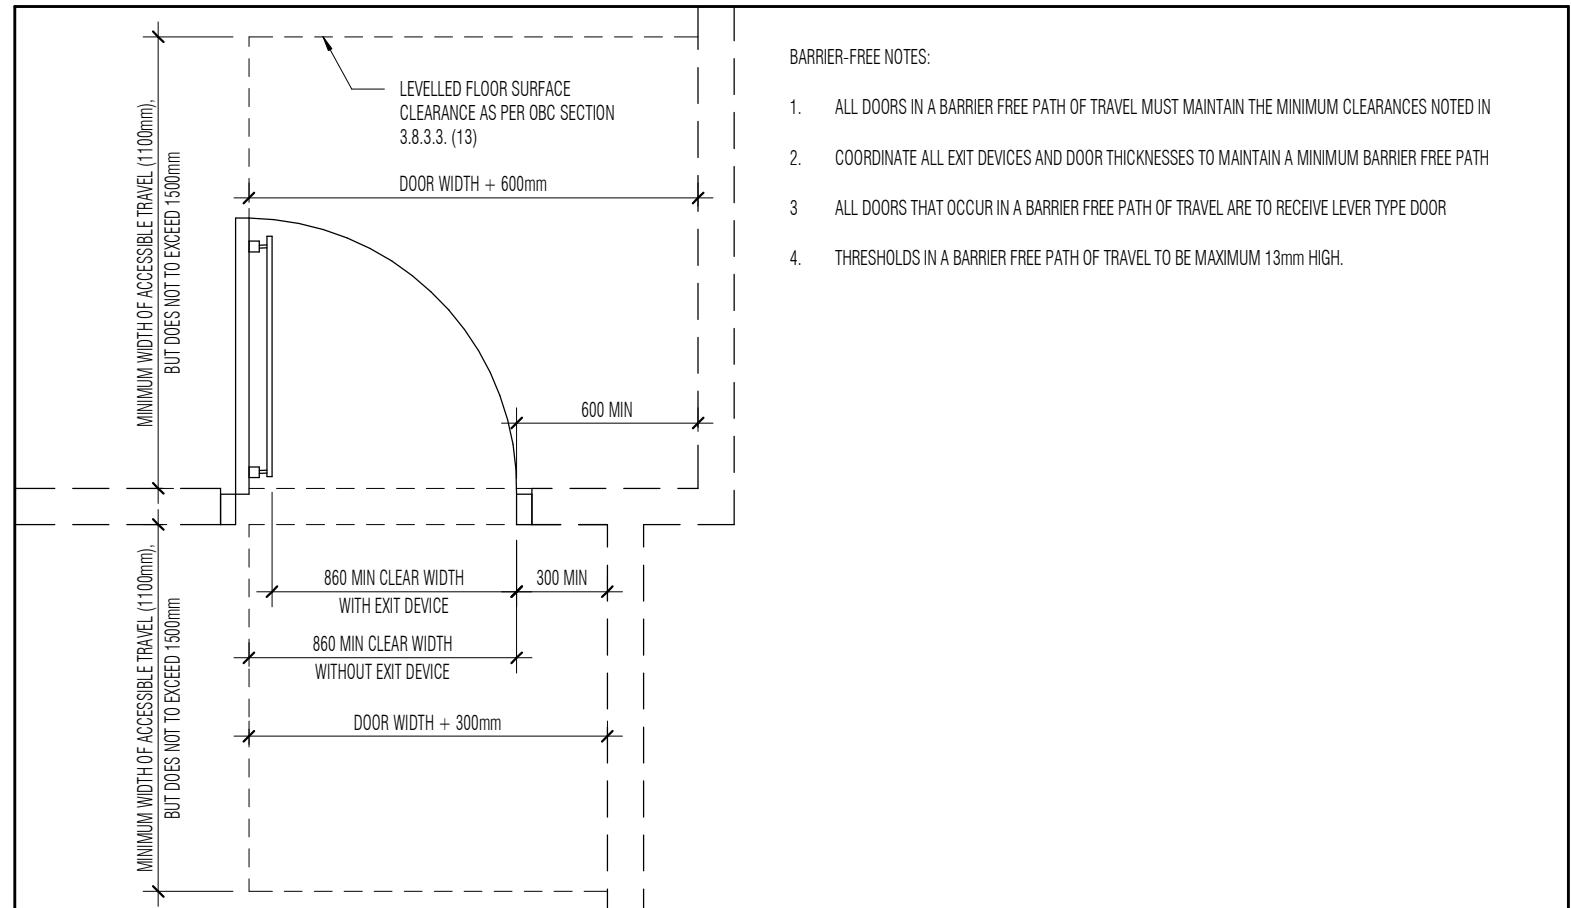 LEVELLED FLOOR SURFACE
CLEARANCE AS PER OBC SECTION
3.8.3.3. (13)
DOOR WIDTH + 600mm
MINIMUM WIDTH OF ACCESSIBLE TRAVEL (1100mm),
BUT DOES NOT TO EXCEED 1500mm
600 MIN
860 MIN CLEAR WIDTH
WITH EXIT DEVICE
300 MIN
860 MIN CLEAR WIDTH
WITHOUT EXIT DEVICE
DOOR WIDTH + 300mm
MINIMUM WIDTH OF ACCESSIBLE TRAVEL (1100mm),
BUT DOES NOT TO EXCEED 1500mm
BARRIER-FREE NOTES:
1. ALL DOORS IN A BARRIER FREE PATH OF TRAVEL MUST MAINTAIN THE MINIMUM CLEARANCES NOTED IN
2. COORDINATE ALL EXIT DEVICES AND DOOR THICKNESSES TO MAINTAIN A MINIMUM BARRIER FREE PATH
3 ALL DOORS THAT OCCUR IN A BARRIER FREE PATH OF TRAVEL ARE TO RECEIVE LEVER TYPE DOOR
4. THRESHOLDS IN A BARRIER FREE PATH OF TRAVEL TO BE MAXIMUM 13mm HIGH.